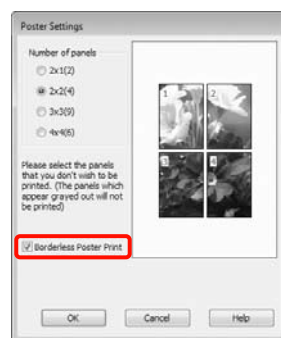 Poster Settings
Number of panels
2x1(2)
2x2(4)
3x3(9)
4x4(6)
1
2
3
4
Please select the panels
that you don't wish to be
printed. (The panels which
appear grayed out will not
be printed)
Borderless Poster Print
OK
Cancel
Help